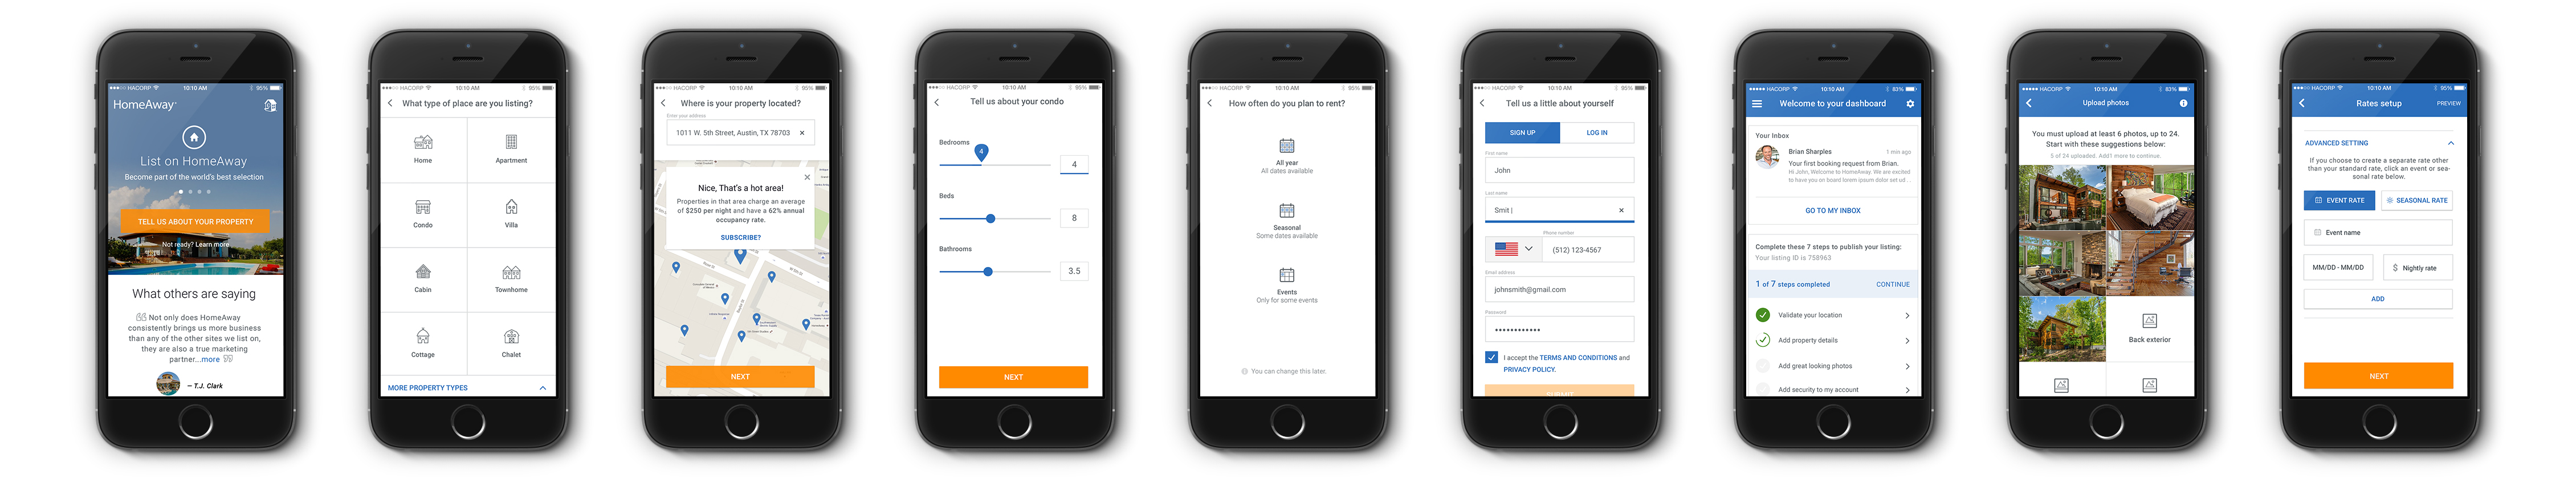 HACORP 10:10 AM 95%
HomeAway
List on HomeAway
Become part of the world's best selection
TELL US ABOUT YOUR PROPERTY
Not ready? Learn more
What others are saying
Not only does HomeAway
consistently brings us more business
than any of the other sites we list on,
they are also a true marketing
partner...more
– T.J. Clark
HACORP 10:10 AM 95%
What type of place are you listing?
Home Apartment
Condo Villa
Cabin Townhome
Cottage Chalet
MORE PROPERTY TYPES
HACORP 10:10 AM 95%
Where is your property located?
Enter your address
1011 W. 5th Street, Austin, TX 78703
Nice, That's a hot area!
Properties in that area charge an average
of $250 per night and have a 62% annual
occupancy rate.
SUBSCRIBE?
NEXT
HACORP 10:10 AM 95%
Tell us about your condo
Bedrooms
4
4
Beds
8
Bathrooms
3.5
NEXT
HACORP 10:10 AM 95%
How often do you plan to rent?
All year
All dates available
Seasonal
Some dates available
Events
Only for some events
You can change this later.
HACORP 10:10 AM 95%
Tell us a little about yourself
SIGN UP LOG IN
First name
John
Last name
Smit
Phone number
(512) 123-4567
Email address
johnsmith@gmail.com
Password
I accept the TERMS AND CONDITIONS and
PRIVACY POLICY.
HACORP 10:10 AM 83%
Welcome to your dashboard
Your Inbox
Brian Sharples 1 min ago
Your first booking request from Brian.
Hi John, Welcome to HomeAway. We are excited
to have you on board lorem ipsum dolor set ud ...
GO TO MY INBOX
Complete these 7 steps to publish your listing:
Your listing ID is 758963
1 of 7 steps completed CONTINUE
Validate your location
Add property details
Add great looking photos
Add security to my account
HACORP 10:10 AM 83%
Upload photos
You must upload at least 6 photos, up to 24.
Start with these suggestions below:
5 of 24 uploaded. Add 1 more to continue.
Back exterior
HACORP 10:10 AM 95%
Rates setup PREVIEW
ADVANCED SETTING
If you choose to create a separate rate other
than your standard rate, click an event or sea-
sonal rate below.
EVENT RATE SEASONAL RATE
Event name
MM/DD - MM/DD $ Nightly rate
ADD
NEXT